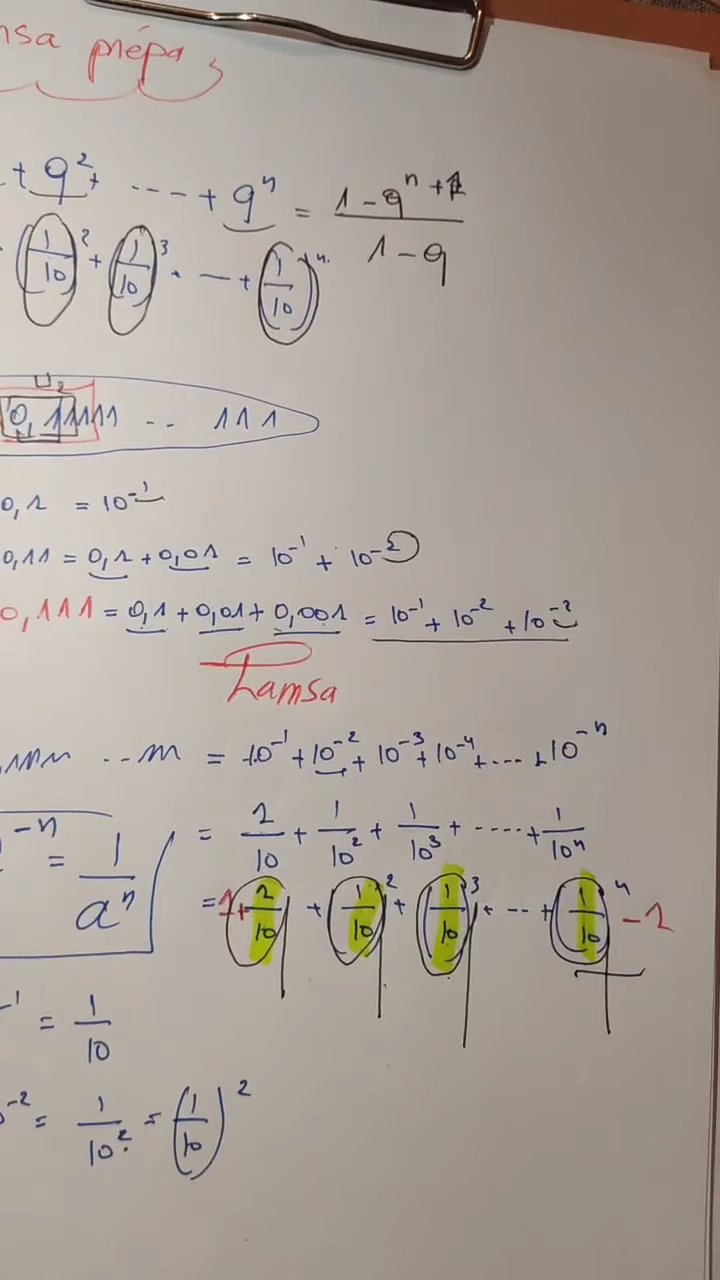 nsa prépa
+ q² + ---- + qⁿ = (1 - qⁿ⁺¹)/(1 - q)
(1/10)² + (1/10)³ + — + (1/10)ⁿ
U₂
0,11111 .. 111
0,1 = 10⁻¹
0,11 = 0,1 + 0,01 = 10⁻¹ + 10⁻²
0,111 = 0,1 + 0,01 + 0,001 = 10⁻¹ + 10⁻² + 10⁻³
Lamsa
= 10⁻¹ + 10⁻² + 10⁻³ + 10⁻⁴ + .... + 10⁻ⁿ
⁻ⁿ = 1/aⁿ
= 1/10 + 1/10² + 1/10³ + ---- + 1/10ⁿ
= 1 + 1/10 + (1/10)² + (1/10)³ + -- + (1/10)ⁿ - 1
⁻¹ = 1/10
⁻² = 1/10² = (1/10)²